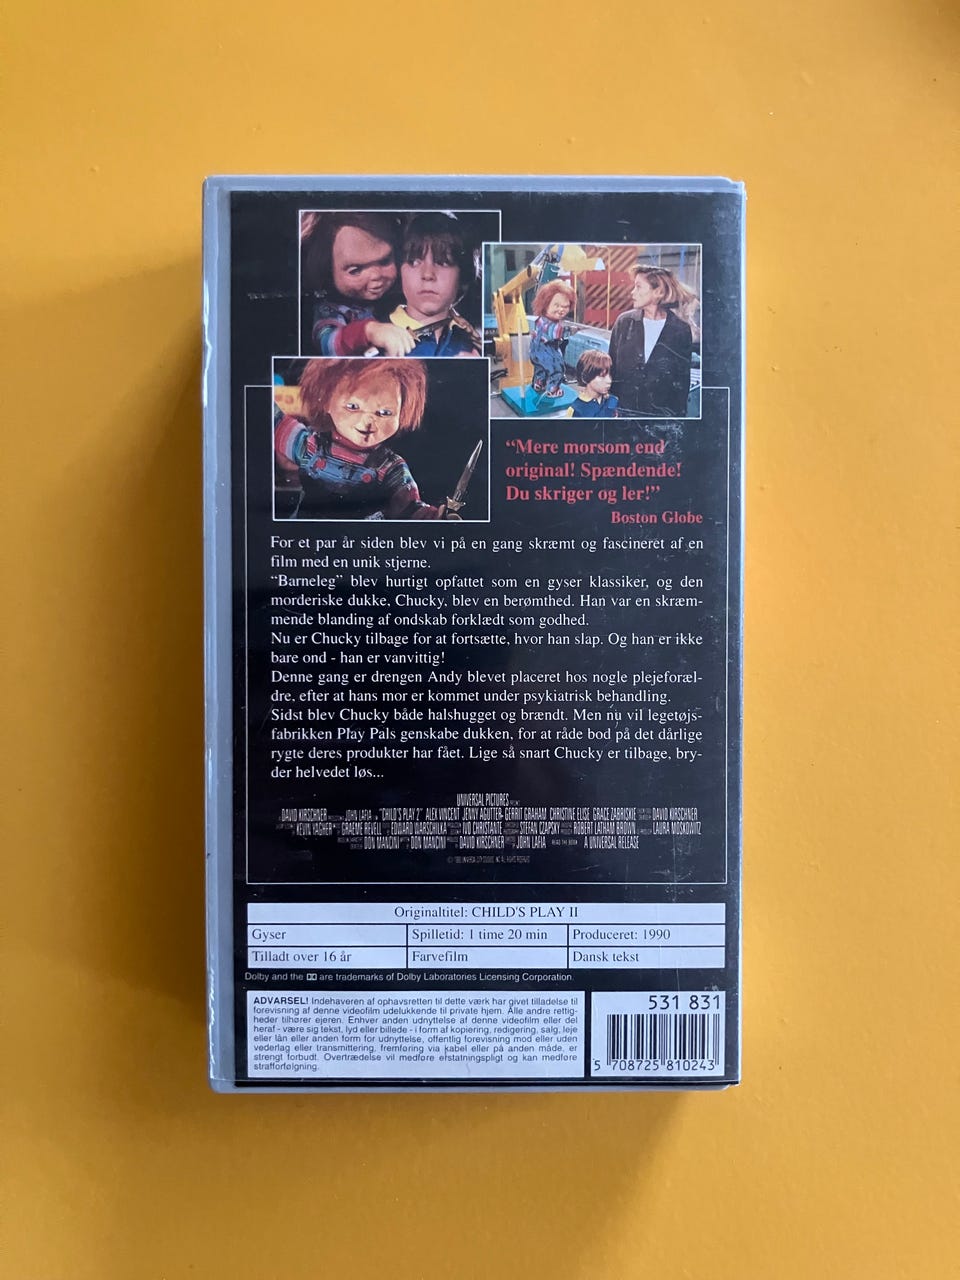 “Mere morsom end
original! Spændende!
Du skriger og ler!”
Boston Globe
For et par år siden blev vi på en gang skræmt og fascineret af en
film med en unik stjerne.
“Barneleg” blev hurtigt opfattet som en gyser klassiker, og den
morderiske dukke, Chucky, blev en berømthed. Han var en skræm-
mende blanding af ondskab forklædt som godhed.
Nu er Chucky tilbage for at fortsætte, hvor han slap. Og han er ikke
bare ond - han er vanvittig!
Denne gang er drengen Andy blevet placeret hos nogle plejeforæl-
dre, efter at hans mor er kommet under psykiatrisk behandling.
Sidst blev Chucky både halshugget og brændt. Men nu vil legetøjs-
fabrikken Play Pals genskabe dukken, for at råde bod på det dårlige
rygte deres produkter har fået. Lige så snart Chucky er tilbage, bry-
der helvedet løs...
UNIVERSAL PICTURES
DAVID KIRSCHNER JOHN LAFIA "CHILD'S PLAY 2" ALEX VINCENT JENNY AGUTTER GERRIT GRAHAM CHRISTINE ELISE GRACE ZABRISKIE DAVID KIRSCHNER
KEVIN YAGHER GRAEME REVELL EDWARD WARSCHILKA IVO CRISTANTE STEFAN CZAPSKY ROBERT LATHAM BROWN LAURA MOSKOWITZ
DON MANCINI DON MANCINI DAVID KIRSCHNER JOHN LAFIA READ THE BOOK A UNIVERSAL RELEASE
Originaltitel: CHILD'S PLAY II
Gyser Spilletid: 1 time 20 min Produceret: 1990
Tilladt over 16 år Farvefilm Dansk tekst
Dolby and the are trademarks of Dolby Laboratories Licensing Corporation.
ADVARSEL! Indehaveren af ophavsretten til dette værk har givet tilladelse til
forevisning af denne videofilm udelukkende til private hjem. Alle andre rettig-
heder tilhører ejeren. Enhver anden udnyttelse af denne videofilm eller del
heraf - være sig tekst, lyd eller billede - i form af kopiering, redigering, salg, leje
eller lån eller anden form for udnyttelse, offentlig forevisning mod eller uden
vederlag eller transmittering, fremføring via kabel eller på anden måde, er
strengt forbudt. Overtrædelse vil medføre erstatningspligt og kan medføre
strafforfølgning.
531 831
5 708725 810243